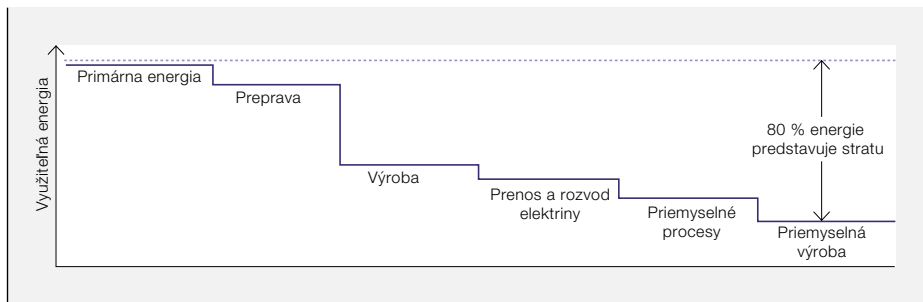 Využiteľná energia
Primárna energia
Preprava
Výroba
Prenos a rozvod
elektriny
Priemyselné
procesy
Priemyselná
výroba
80 % energie
predstavuje stratu